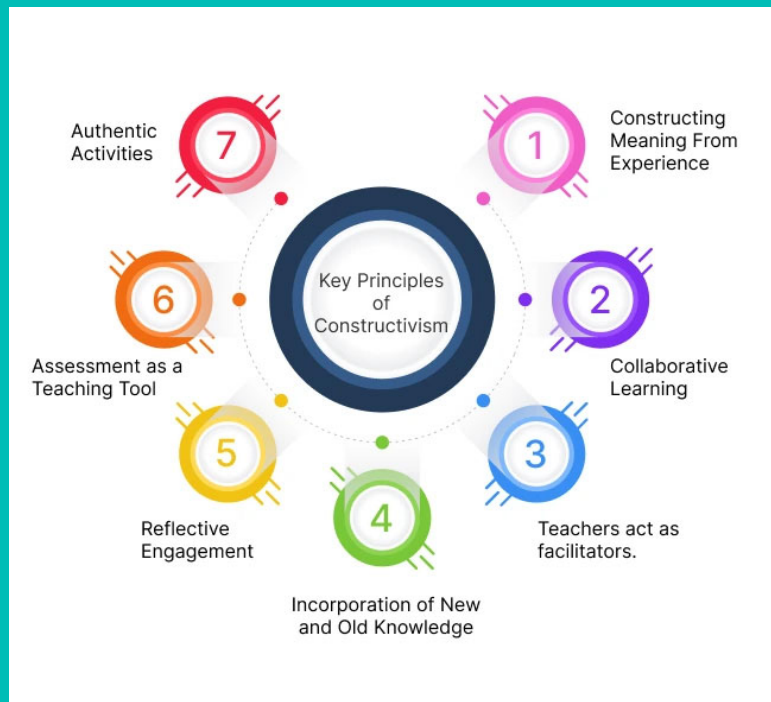 Key Principles
of
Constructivism
1
Constructing
Meaning From
Experience
2
Collaborative
Learning
3
Teachers act as
facilitators.
4
Incorporation of New
and Old Knowledge
5
Reflective
Engagement
6
Assessment as a
Teaching Tool
7
Authentic
Activities